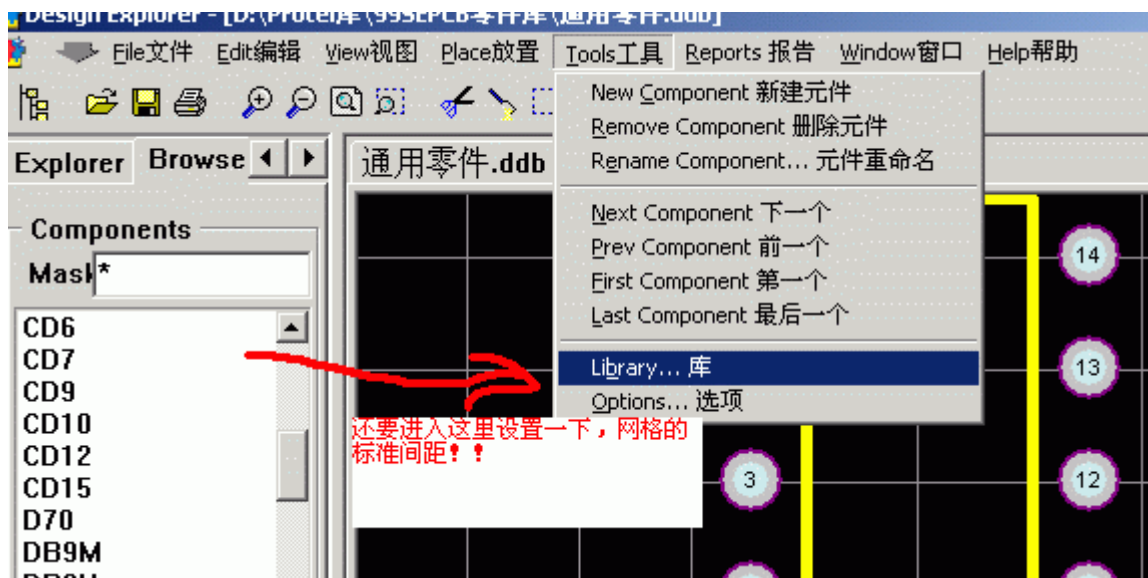 Design Explorer - [D:\Protel库\99SEPCB零件库\通用零件.ddb]
File文件 Edit编辑 View视图 Place放置 Tools工具 Reports 报告 Window窗口 Help帮助
New Component 新建元件
Remove Component 删除元件
Rename Component... 元件重命名
Next Component 下一个
Prev Component 前一个
First Component 第一个
Last Component 最后一个
Library... 库
Options... 选项
Explorer Browse
通用零件.ddb
Components
Mask
*
CD6
CD7
CD9
CD10
CD12
CD15
D70
DB9M
还要进入这里设置一下，网格的
标准间距！！
14
13
3
12